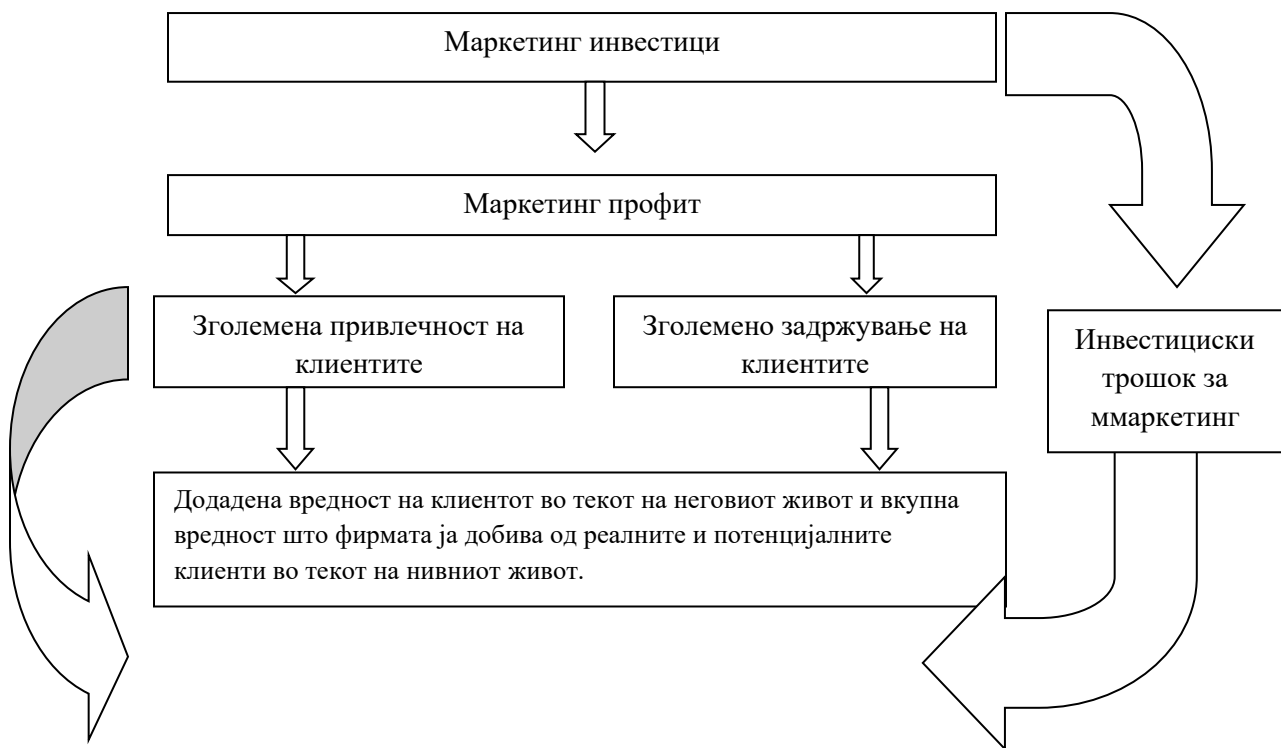 Маркетинг инвестици
Маркетинг профит
Зголемена привлечност на
клиентите
Зголемено задржување на
клиентите
Инвестициски
трошок за
ммаркетинг
Додадена вредност на клиентот во текот на неговиот живот и вкупна
вредност што фирмата ја добива од реалните и потенцијалните
клиенти во текот на нивниот живот.